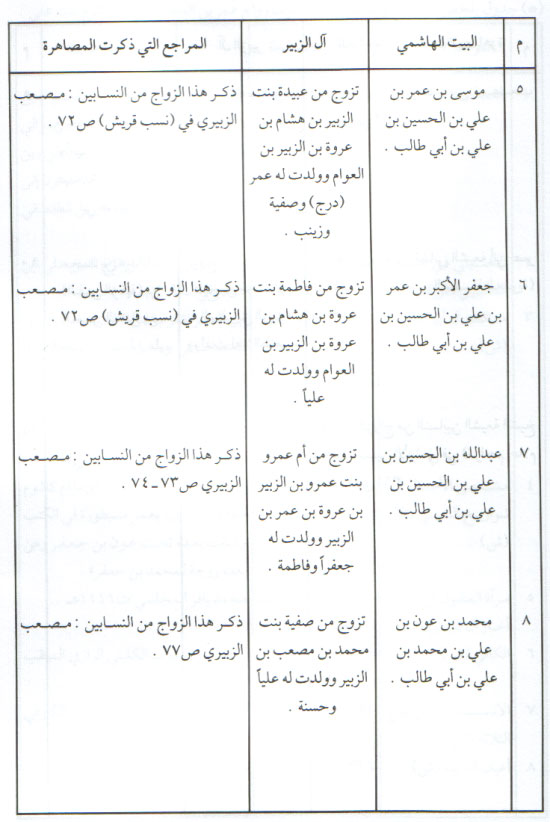 م البيت الهاشمي آل الزبير المراجع التي ذكرت المصاهرة
٥ موسى بن عمر بن
علي بن الحسين بن
علي بن أبي طالب .
تزوج من عبيدة بنت
الزبير بن هشام بن
عروة بن الزبير بن
العوام وولدت له عمر
(درج) وصفية
وزينب .
ذكر هذا الزواج من النسابين : مصعب
الزبيري في (نسب قريش) ص٧٢ .
٦ جعفر الأكبر بن عمر
بن علي بن الحسين بن
علي بن أبي طالب .
تزوج من فاطمة بنت
عروة بن هشام بن
عروة بن الزبير بن
العوام وولدت له
علياً .
ذكر هذا الزواج من النسابين : مصعب
الزبيري في (نسب قريش) ص٧٢ .
٧ عبدالله بن الحسين بن
علي بن الحسين بن
علي بن أبي طالب .
تزوج من أم عمرو
بنت عمرو بن الزبير
بن عروة بن عمر بن
الزبير وولدت له
جعفراً وفاطمة .
ذكر هذا الزواج من النسابين : مصعب
الزبيري ص٧٣ـ٧٤ .
٨ محمد بن عون بن
علي بن محمد بن
علي بن أبي طالب .
تزوج من صفية بنت
محمد بن مصعب بن
الزبير وولدت له علياً
وحسنة .
ذكر هذا الزواج من النسابين : مصعب
الزبيري ص٧٧ .